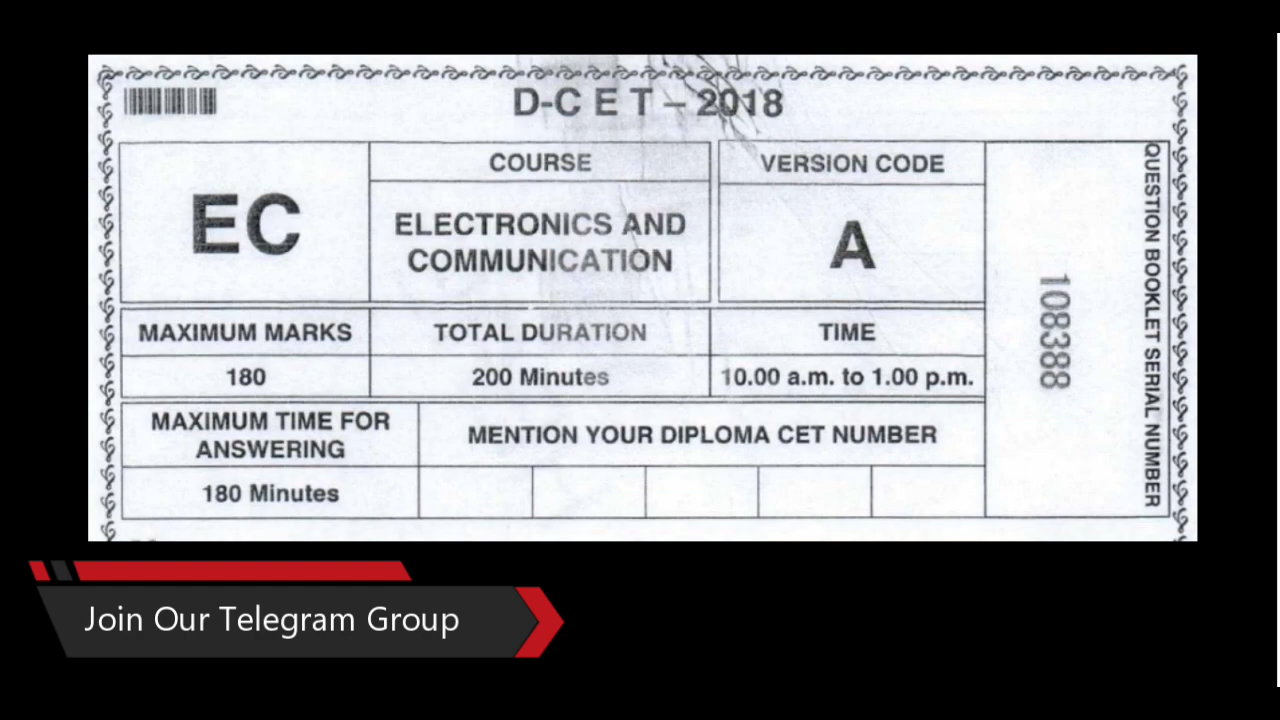 D-C E T – 2018
EC
COURSE
ELECTRONICS AND
COMMUNICATION
VERSION CODE
A
MAXIMUM MARKS
180
TOTAL DURATION
200 Minutes
TIME
10.00 a.m. to 1.00 p.m.
MAXIMUM TIME FOR
ANSWERING
180 Minutes
MENTION YOUR DIPLOMA CET NUMBER
108388
QUESTION BOOKLET SERIAL NUMBER
Join Our Telegram Group